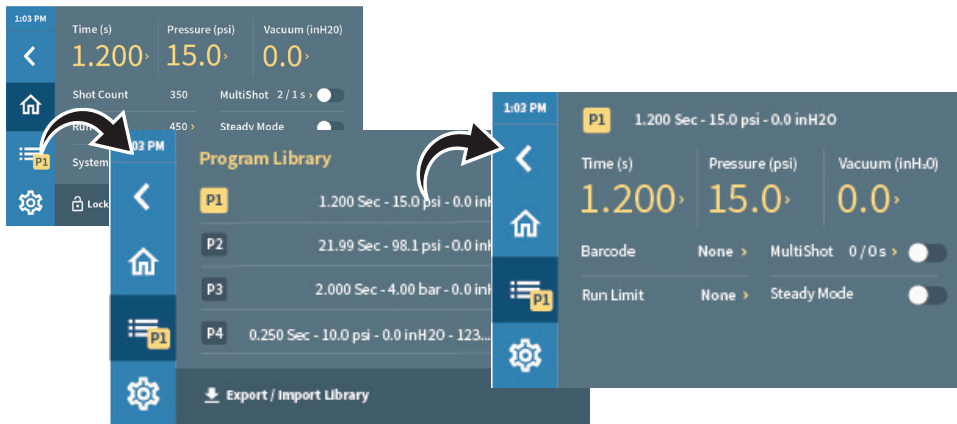 1:03 PM
Time (s) Pressure (psi) Vacuum (inH20)
1.200 › 15.0 › 0.0 ›
Shot Count 350 MultiShot 2 / 1 s ›
450 › Steady Mode
P1 System
Lock
03 PM
Program Library
P1 1.200 Sec - 15.0 psi - 0.0
P2 21.99 Sec - 98.1 psi - 0.0
P3 2.000 Sec - 4.00 bar - 0.0
P4 0.250 Sec - 10.0 psi - 0.0 inH2O - 123...
P1
Export / Import Library
1:03 PM
P1 1.200 Sec - 15.0 psi - 0.0 inH2O
Time (s) Pressure (psi) Vacuum (inH₂0)
1.200 › 15.0 › 0.0 ›
Barcode None › MultiShot 0 / 0 s ›
P1
Run Limit None › Steady Mode